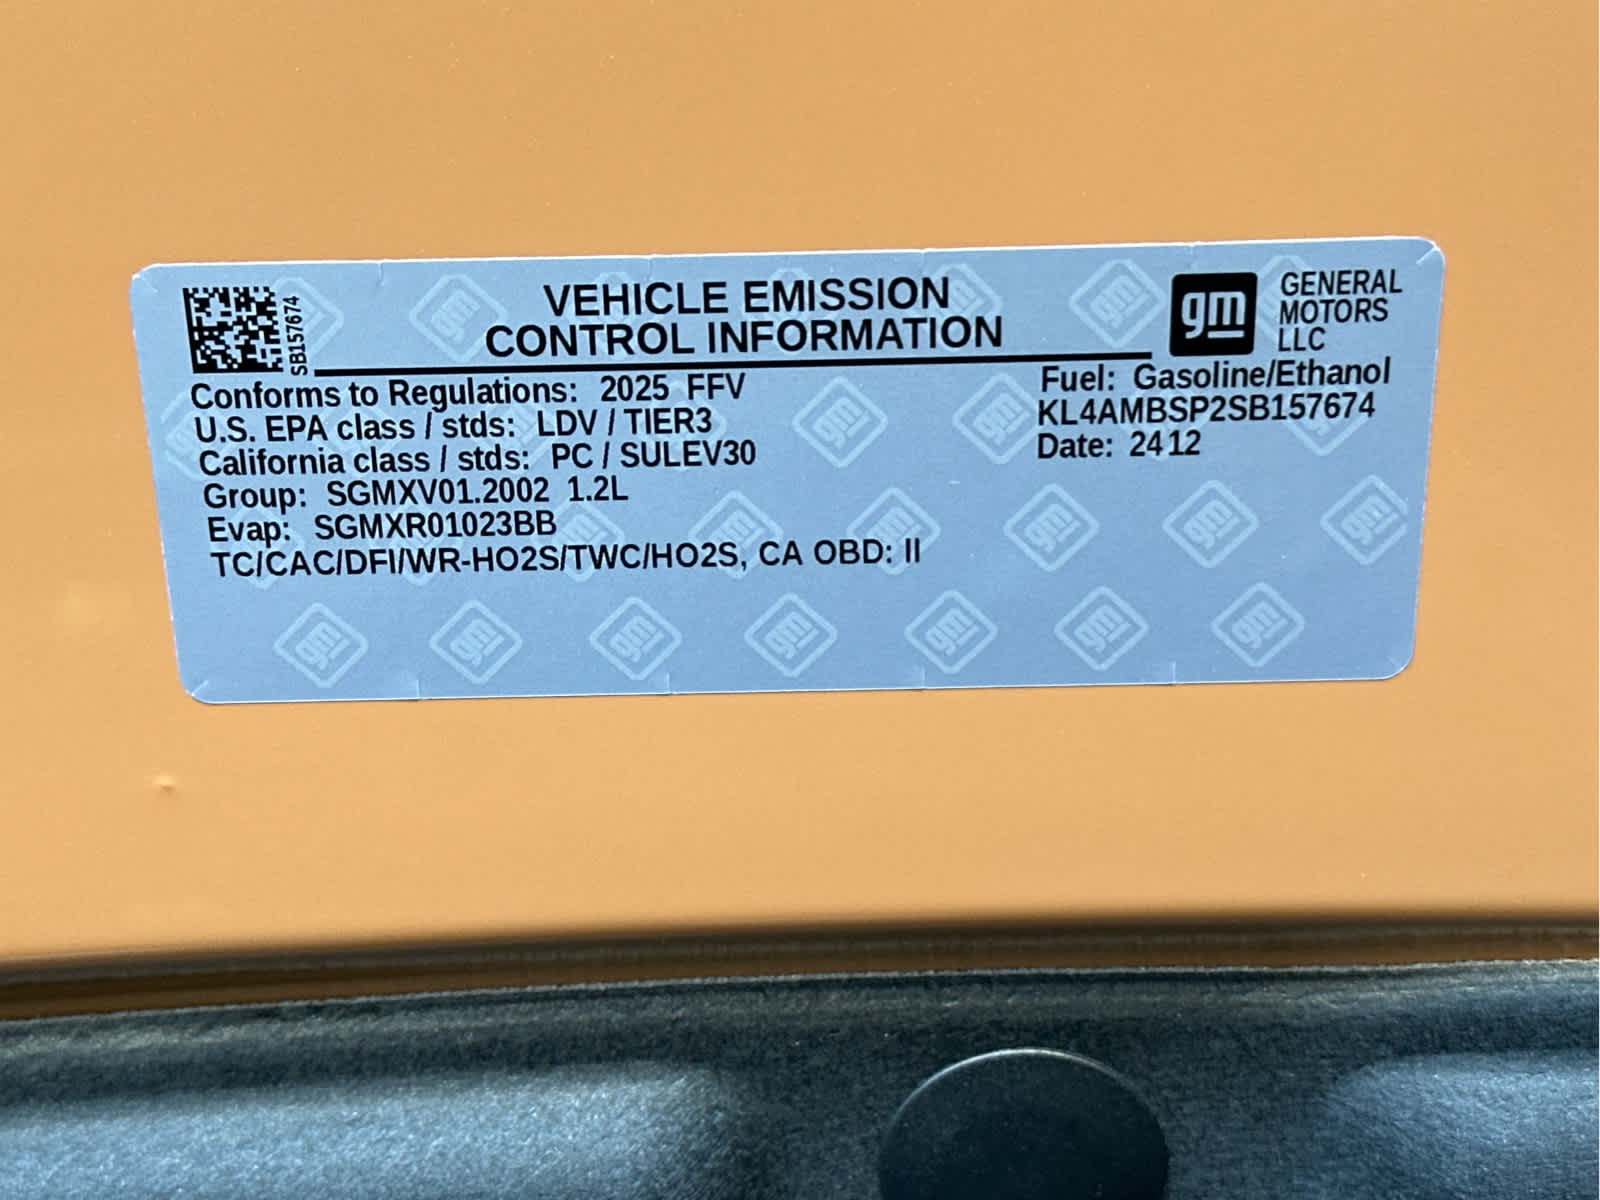 SB157674
VEHICLE EMISSION
CONTROL INFORMATION
gm
GENERAL
MOTORS
LLC
Conforms to Regulations: 2025 FFV
U.S. EPA class / stds: LDV / TIER3
California class / stds: PC / SULEV30
Group: SGMXV01.2002 1.2L
Evap: SGMXR01023BB
TC/CAC/DFI/WR-HO2S/TWC/HO2S, CA OBD: II
Fuel: Gasoline/Ethanol
KL4AMBSP2SB157674
Date: 2412